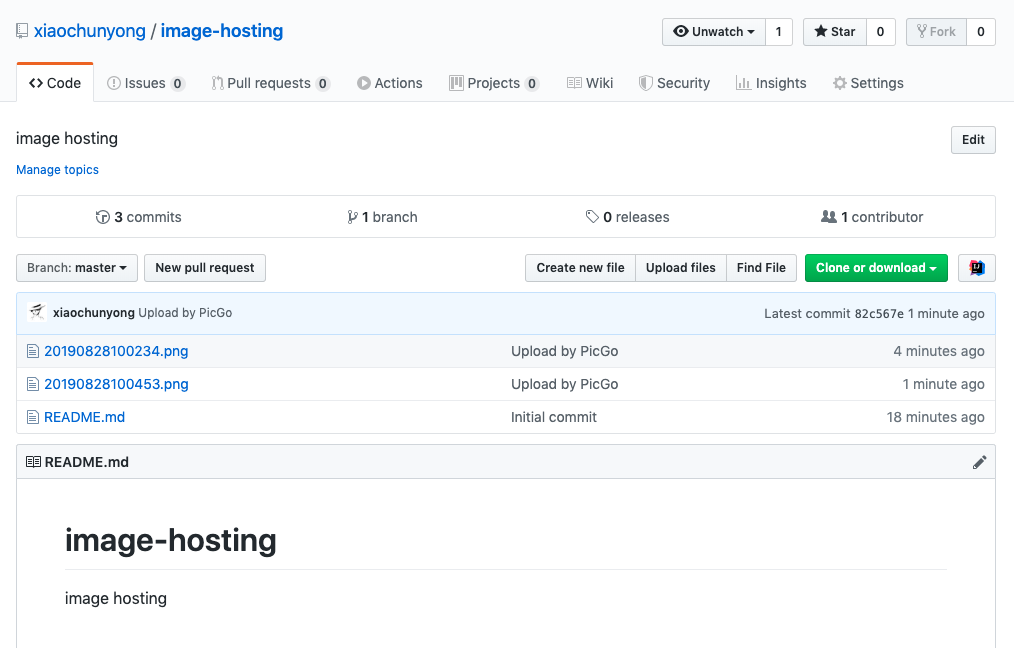 xiaochunyong / image-hosting
Unwatch 1 Star 0 Fork 0
Code Issues 0 Pull requests 0 Actions Projects 0 Wiki Security Insights Settings
image hosting Edit
Manage topics
3 commits 1 branch 0 releases 1 contributor
Branch: master New pull request Create new file Upload files Find File Clone or download
xiaochunyong Upload by PicGo Latest commit 82c567e 1 minute ago
20190828100234.png Upload by PicGo 4 minutes ago
20190828100453.png Upload by PicGo 1 minute ago
README.md Initial commit 18 minutes ago
README.md
image-hosting
image hosting